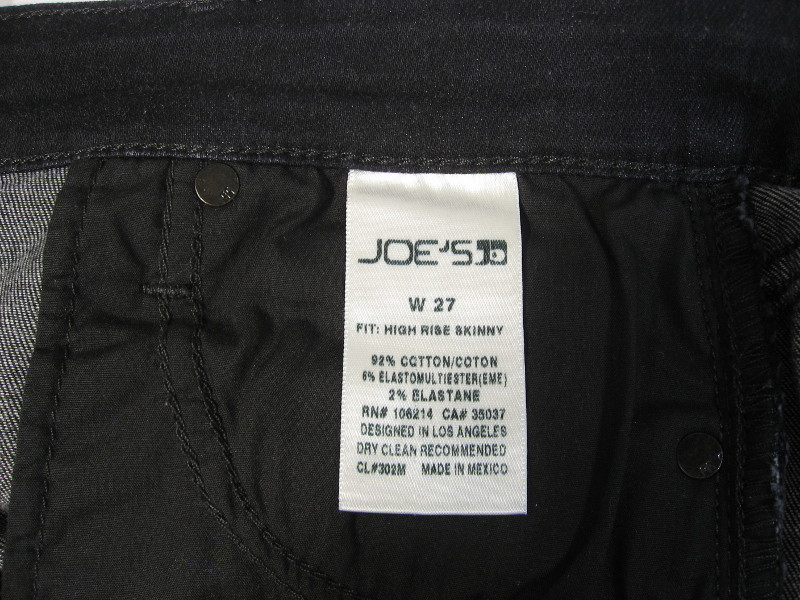 JOE'S
W 27
FIT: HIGH RISE SKINNY
92% COTTON/COTON
6% ELASTOMULTIESTER(EME)
2% ELASTANE
RN# 106214 CA# 35037
DESIGNED IN LOS ANGELES
DRY CLEAN RECOMMENDED
CL#302M MADE IN MEXICO